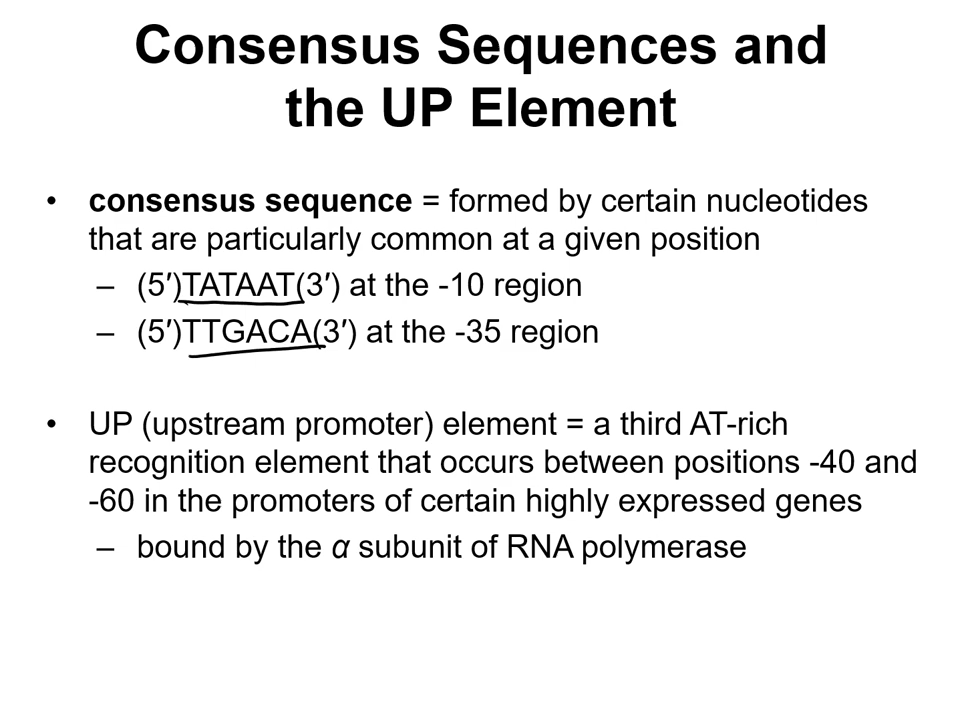 Consensus Sequences and
the UP Element
• consensus sequence = formed by certain nucleotides
that are particularly common at a given position
– (5′)TATAAT(3′) at the -10 region
– (5′)TTGACA(3′) at the -35 region
• UP (upstream promoter) element = a third AT-rich
recognition element that occurs between positions -40 and
-60 in the promoters of certain highly expressed genes
– bound by the α subunit of RNA polymerase